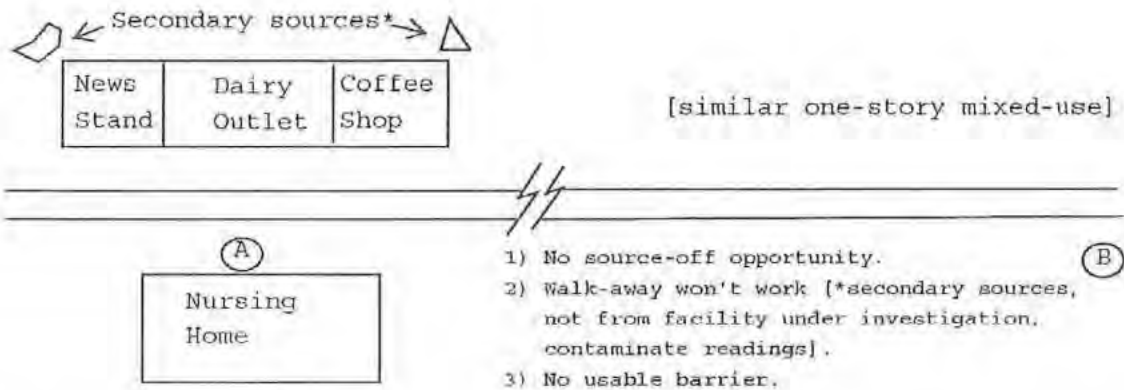 Secondary sources*
News Stand
Dairy Outlet
Coffee Shop
[similar one-story mixed-use]
A
Nursing Home
1) No source-off opportunity.
2) Walk-away won't work [*secondary sources,
not from facility under investigation,
contaminate readings].
3) No usable barrier.
B